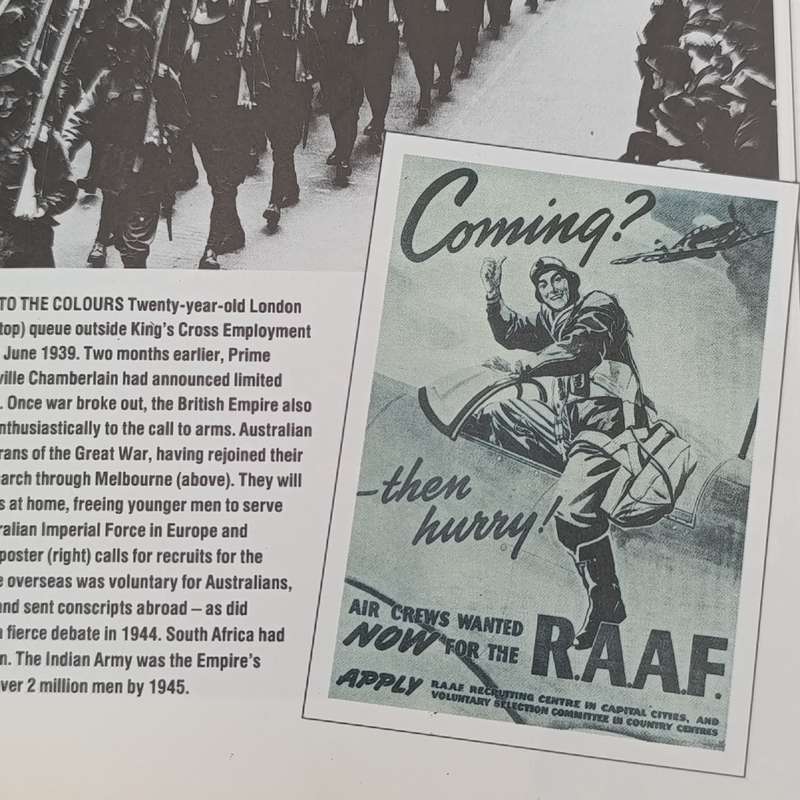 TO THE COLOURS Twenty-year-old London
top) queue outside King's Cross Employment
June 1939. Two months earlier, Prime
ville Chamberlain had announced limited
. Once war broke out, the British Empire also
nthusiastically to the call to arms. Australian
rans of the Great War, having rejoined their
arch through Melbourne (above). They will
s at home, freeing younger men to serve
ralian Imperial Force in Europe and
poster (right) calls for recruits for the
e overseas was voluntary for Australians,
and sent conscripts abroad – as did
fierce debate in 1944. South Africa had
n. The Indian Army was the Empire's
ver 2 million men by 1945.
Coming?
–then
hurry!
AIR CREWS WANTED
NOW FOR THE R.A.A.F.
APPLY R.A.A.F RECRUITING CENTRE IN CAPITAL CITIES, AND
VOLUNTARY SELECTION COMMITTEE IN COUNTRY CENTRES